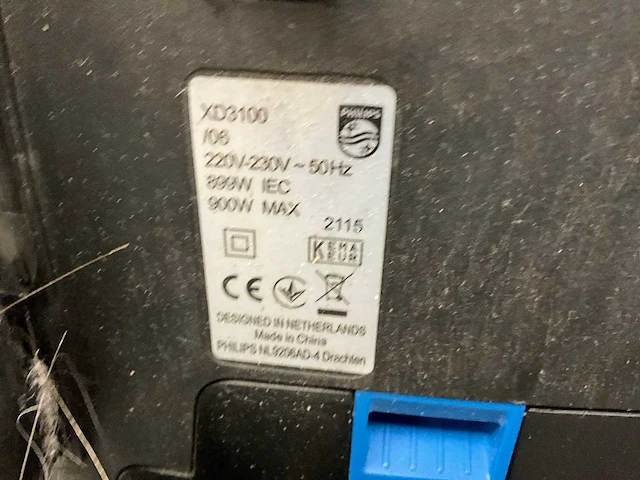 XD3100
PHILIPS
/06
220V-230V ~ 50Hz
899W IEC
900W MAX
2115
KEMA
EUR
CE
DESIGNED IN NETHERLANDS
Made in China
PHILIPS NL9206AD-4 Drachten